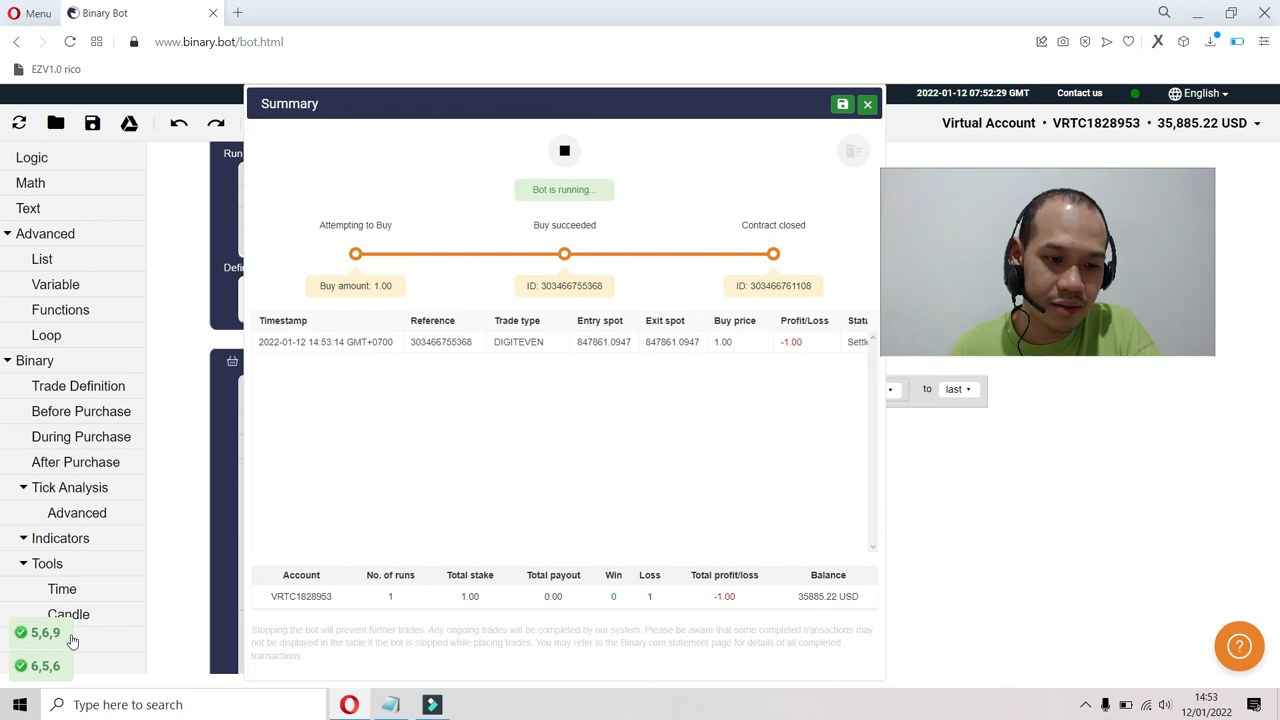 Menu
Binary Bot
www.binary.bot/bot.html
EZV1.0 rico
Summary
2022-01-12 07:52:29 GMT
Contact us
English
Virtual Account • VRTC1828953 • 35,885.22 USD
Logic
Math
Text
Advanced
List
Variable
Functions
Loop
Binary
Trade Definition
Before Purchase
During Purchase
After Purchase
Tick Analysis
Advanced
Indicators
Tools
Time
Candle
5,6,9
6,5,6
Run
Defin
Bot is running...
Attempting to Buy Buy succeeded Contract closed
Buy amount: 1.00 ID: 303466755368 ID: 303466761108
Timestamp Reference Trade type Entry spot Exit spot Buy price Profit/Loss Statu
2022-01-12 14:53:14 GMT+0700 303466755368 DIGITEVEN 847861.0947 847861.0947 1.00 -1.00 Settle
to last
Account No. of runs Total stake Total payout Win Loss Total profit/loss Balance
VRTC1828953 1 1.00 0.00 0 1 -1.00 35885.22 USD
Stopping the bot will prevent further trades. Any ongoing trades will be completed by our system. Please be aware that some completed transactions may
not be displayed in the table if the bot is stopped while placing trades. You may refer to the Binary.com statement page for details of all completed
transactions.
Type here to search
14:53
12/01/2022